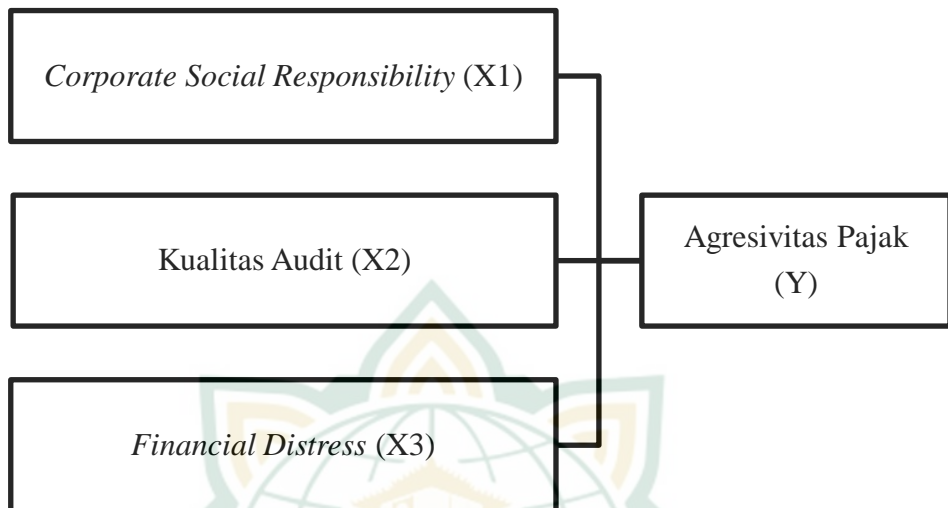 Corporate Social Responsibility (X1)
Kualitas Audit (X2)
Agresivitas Pajak
(Y)
Financial Distress (X3)